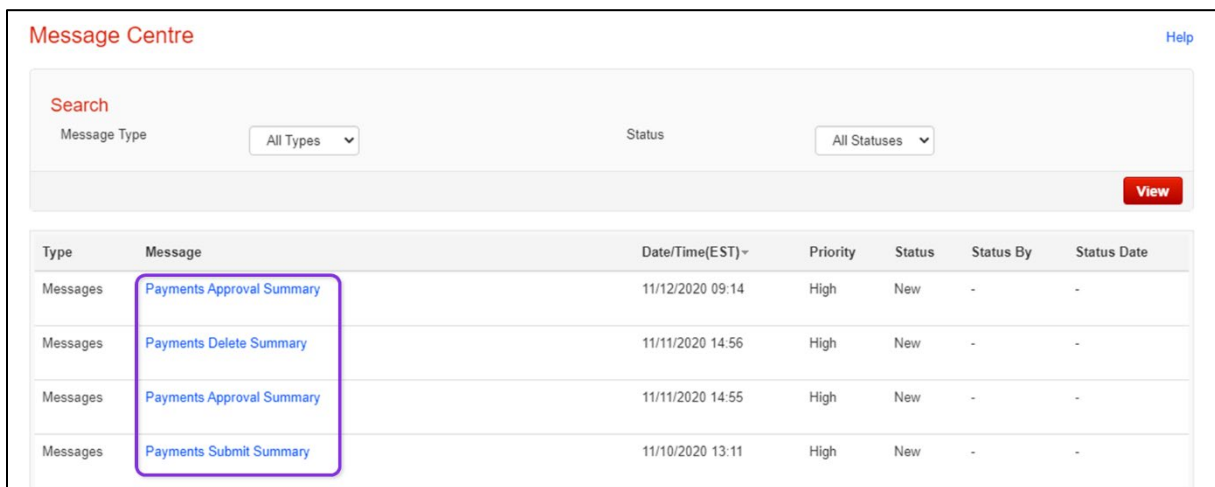 Message Centre
Help
Search
Message Type All Types Status All Statuses
View
Type Message Date/Time(EST) Priority Status Status By Status Date
Messages Payments Approval Summary 11/12/2020 09:14 High New - -
Messages Payments Delete Summary 11/11/2020 14:56 High New - -
Messages Payments Approval Summary 11/11/2020 14:55 High New - -
Messages Payments Submit Summary 11/10/2020 13:11 High New - -